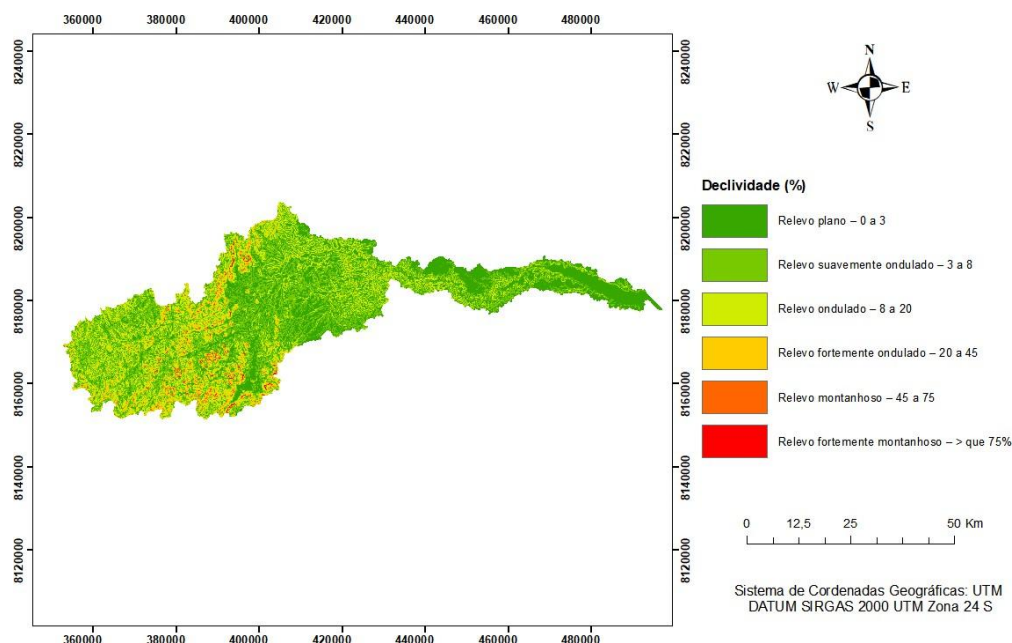 360000 380000 400000 420000 440000 460000 480000
8240000 8240000
8220000 8220000
8200000 8200000
8180000 8180000
8160000 8160000
8140000 8140000
8120000 8120000
360000 380000 400000 420000 440000 460000 480000
N
W E
S
Declividade (%)
Relevo plano – 0 a 3
Relevo suavemente ondulado – 3 a 8
Relevo ondulado – 8 a 20
Relevo fortemente ondulado – 20 a 45
Relevo montanhoso – 45 a 75
Relevo fortemente montanhoso – > que 75%
0 12,5 25 50 Km
Sistema de Cordenadas Geográficas: UTM
DATUM SIRGAS 2000 UTM Zona 24 S